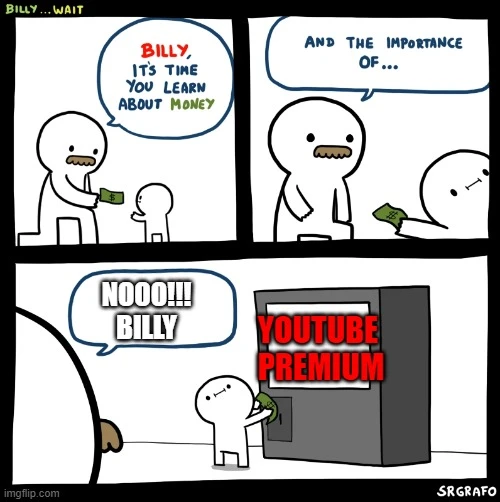 BILLY...WAIT
BILLY,
IT'S TIME
YOU LEARN
ABOUT MONEY
AND THE IMPORTANCE
OF...
$
$
NOOO!!!
BILLY
YOUTUBE
PREMIUM
imgflip.com
SRGRAFO